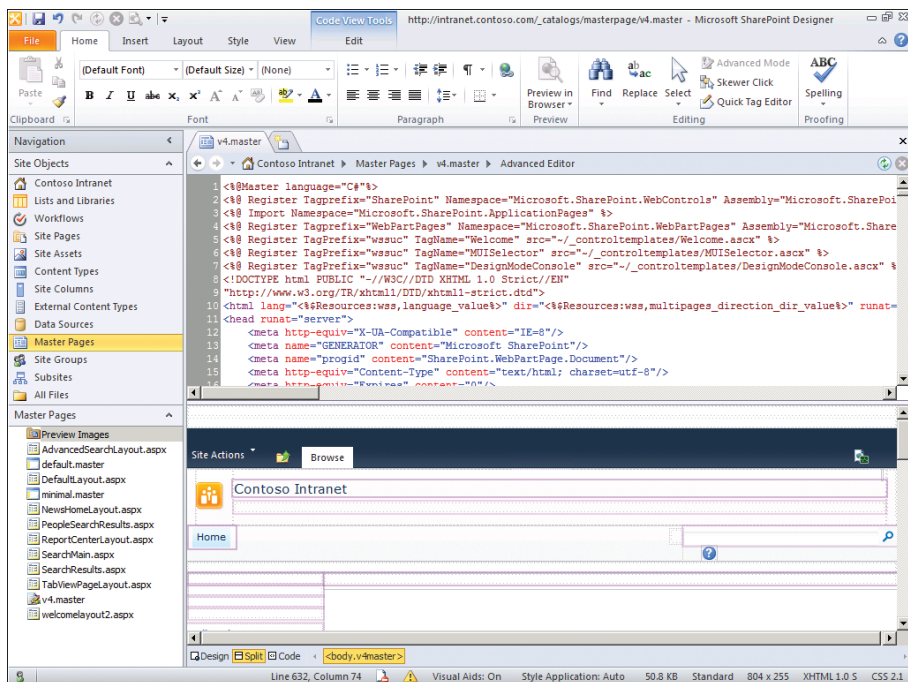 Code View Tools
http://intranet.contoso.com/_catalogs/masterpage/v4.master - Microsoft SharePoint Designer
File Home Insert Layout Style View Edit
(Default Font) (Default Size) (None)
Advanced Mode
Skewer Click
Quick Tag Editor
Paste
B I U abc x₂ x² A A ab A
Preview in
Browser
Find Replace Select
ABC
Spelling
Clipboard Font Paragraph Preview Editing Proofing
Navigation
v4.master
Site Objects
Contoso Intranet Master Pages v4.master Advanced Editor
Contoso Intranet
Lists and Libraries
Workflows
Site Pages
Site Assets
Content Types
Site Columns
External Content Types
Data Sources
Master Pages
Site Groups
Subsites
All Files
1 <%@Master language="C#"%>
2 <%@ Register Tagprefix="SharePoint" Namespace="Microsoft.SharePoint.WebControls" Assembly="Microsoft.SharePoi
3 <%@ Import Namespace="Microsoft.SharePoint.ApplicationPages" %>
4 <%@ Register Tagprefix="WebPartPages" Namespace="Microsoft.SharePoint.WebPartPages" Assembly="Microsoft.Share
5 <%@ Register TagPrefix="wssuc" TagName="Welcome" src="~/_controltemplates/Welcome.ascx" %>
6 <%@ Register TagPrefix="wssuc" TagName="MUISelector" src="~/_controltemplates/MUISelector.ascx" %>
7 <%@ Register TagPrefix="wssuc" TagName="DesignModeConsole" src="~/_controltemplates/DesignModeConsole.ascx" %
8 <!DOCTYPE html PUBLIC "-//W3C//DTD XHTML 1.0 Strict//EN"
9 "http://www.w3.org/TR/xhtml1/DTD/xhtml1-strict.dtd">
10 <html lang="<%$Resources:wss,language_value%>" dir="<%$Resources:wss,multipages_direction_dir_value%>" runat=
11 <head runat="server">
12 <meta http-equiv="X-UA-Compatible" content="IE=8"/>
13 <meta name="GENERATOR" content="Microsoft SharePoint"/>
14 <meta name="progid" content="SharePoint.WebPartPage.Document"/>
15 <meta http-equiv="Content-Type" content="text/html; charset=utf-8"/>
16 <meta http-equiv="Expires" content="0"/>
Master Pages
Preview Images
AdvancedSearchLayout.aspx
default.master
DefaultLayout.aspx
minimal.master
NewsHomeLayout.aspx
PeopleSearchResults.aspx
ReportCenterLayout.aspx
SearchMain.aspx
SearchResults.aspx
TabViewPageLayout.aspx
v4.master
welcomelayout2.aspx
Site Actions Browse
Contoso Intranet
Home
Design Split Code <body.v4master>
Line 632, Column 74 Visual Aids: On Style Application: Auto 50.8 KB Standard 804 x 255 XHTML 1.0 S CSS 2.1